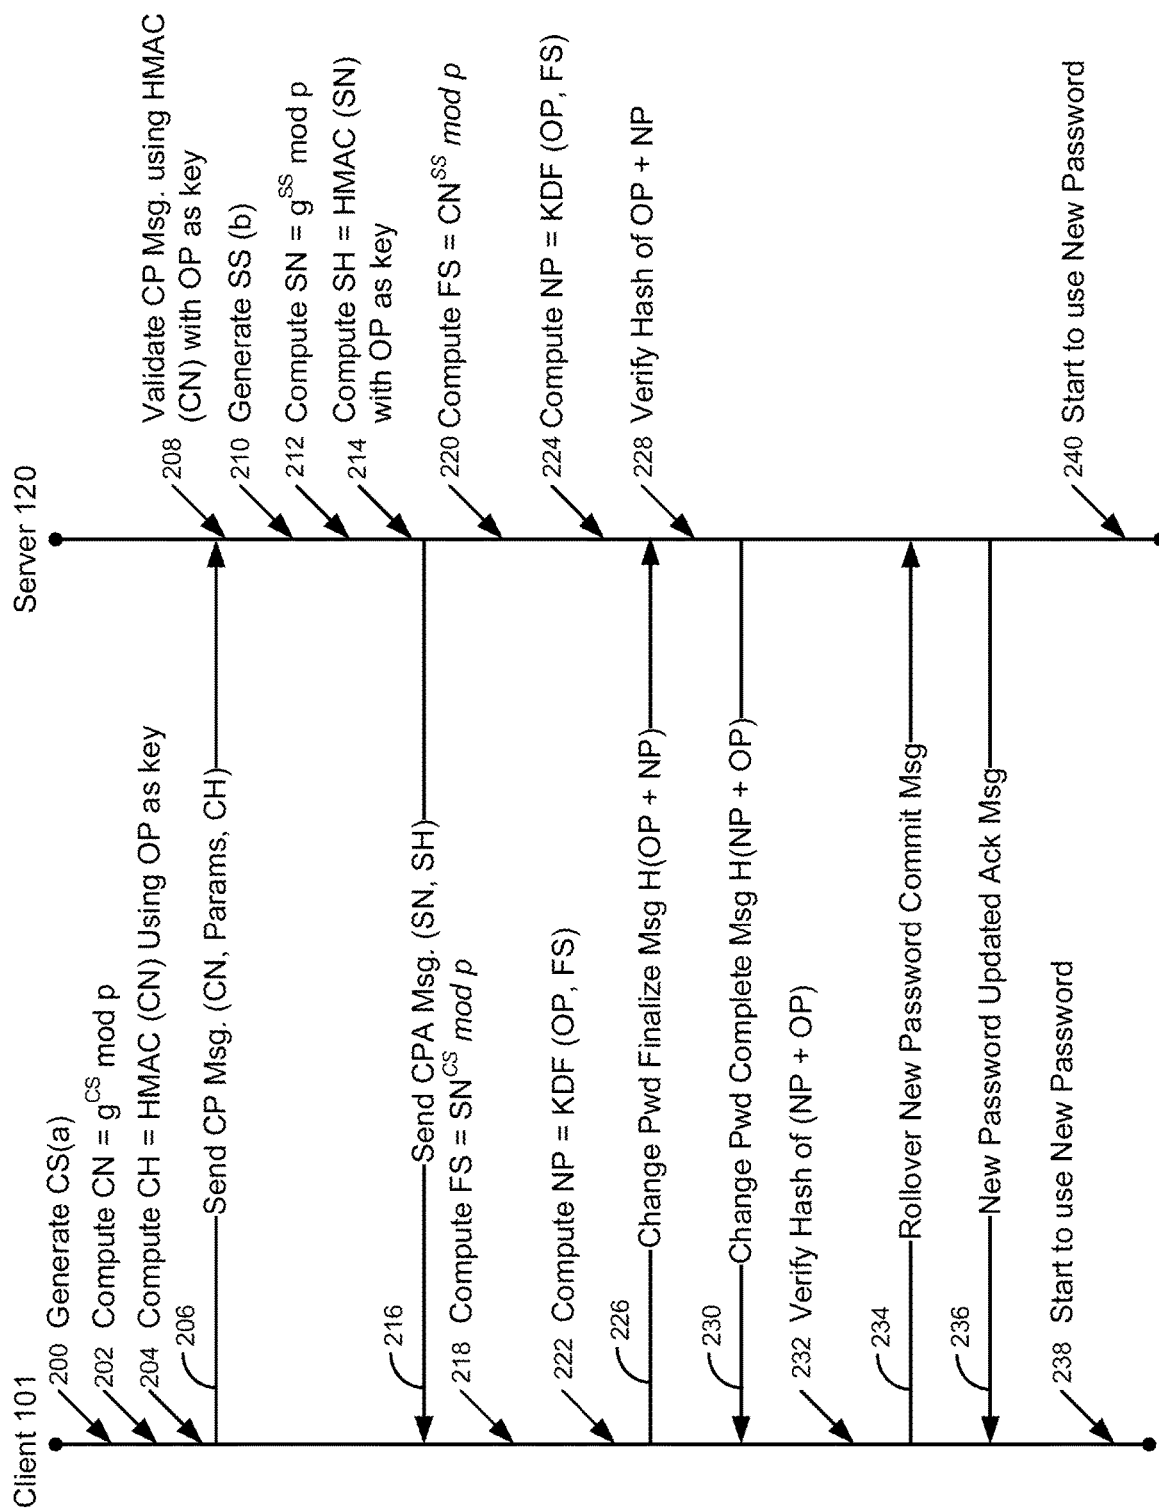 Client 101
Server 120
200 Generate CS(a)
202 Compute CN = g^CS mod p
204 Compute CH = HMAC (CN) Using OP as key
206
Send CP Msg. (CN, Params, CH)
208
Validate CP Msg. using HMAC
(CN) with OP as key
210 Generate SS (b)
212 Compute SN = g^SS mod p
214
Compute SH = HMAC (SN)
with OP as key
216
Send CPA Msg. (SN, SH)
218 Compute FS = SN^CS mod p
220 Compute FS = CN^SS mod p
222 Compute NP = KDF (OP, FS)
224 Compute NP = KDF (OP, FS)
226
Change Pwd Finalize Msg H(OP + NP)
228 Verify Hash of OP + NP
230
Change Pwd Complete Msg H(NP + OP)
232 Verify Hash of (NP + OP)
234
Rollover New Password Commit Msg
236
New Password Updated Ack Msg
238 Start to use New Password
240 Start to use New Password